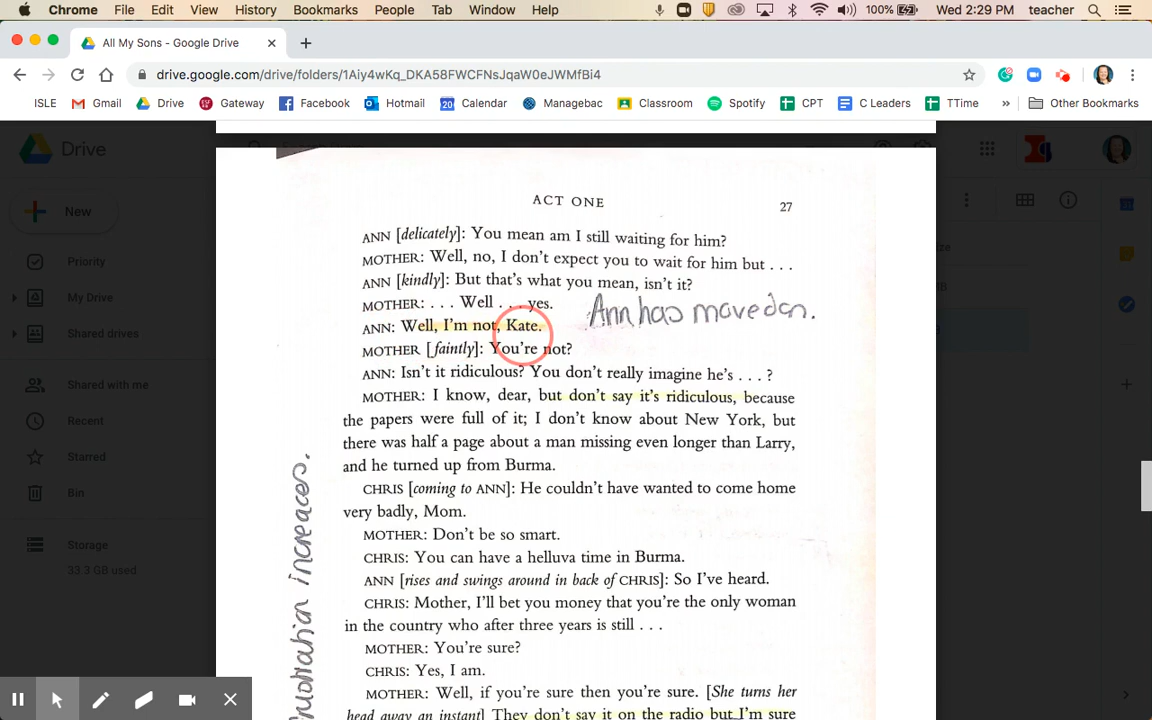 Chrome File Edit View History Bookmarks People Tab Window Help 100% Wed 2:29 PM teacher
All My Sons - Google Drive
drive.google.com/drive/folders/1Aiy4wKq_DKA58FWCFNsJqaW0eJWMfBi4
ISLE Gmail Drive Gateway Facebook Hotmail Calendar Managebac Classroom Spotify CPT C Leaders TTime » Other Bookmarks
Drive
New
Priority
My Drive
Shared drives
Shared with me
Recent
Starred
Bin
Storage
33.3 GB used
ACT ONE 27
ANN [delicately]: You mean am I still waiting for him?
MOTHER: Well, no, I don't expect you to wait for him but . . .
ANN [kindly]: But that's what you mean, isn't it?
MOTHER: . . . Well . . . yes.
Ann has moved on.
ANN: Well, I'm not, Kate.
MOTHER [faintly]: You're not?
ANN: Isn't it ridiculous? You don't really imagine he's . . . ?
MOTHER: I know, dear, but don't say it's ridiculous, because
the papers were full of it; I don't know about New York, but
there was half a page about a man missing even longer than Larry,
and he turned up from Burma.
CHRIS [coming to ANN]: He couldn't have wanted to come home
very badly, Mom.
MOTHER: Don't be so smart.
CHRIS: You can have a helluva time in Burma.
ANN [rises and swings around in back of CHRIS]: So I've heard.
CHRIS: Mother, I'll bet you money that you're the only woman
in the country who after three years is still . . .
MOTHER: You're sure?
CHRIS: Yes, I am.
MOTHER: Well, if you're sure then you're sure. [She turns her
head away an instant] They don't say it on the radio but I'm sure
increaces.